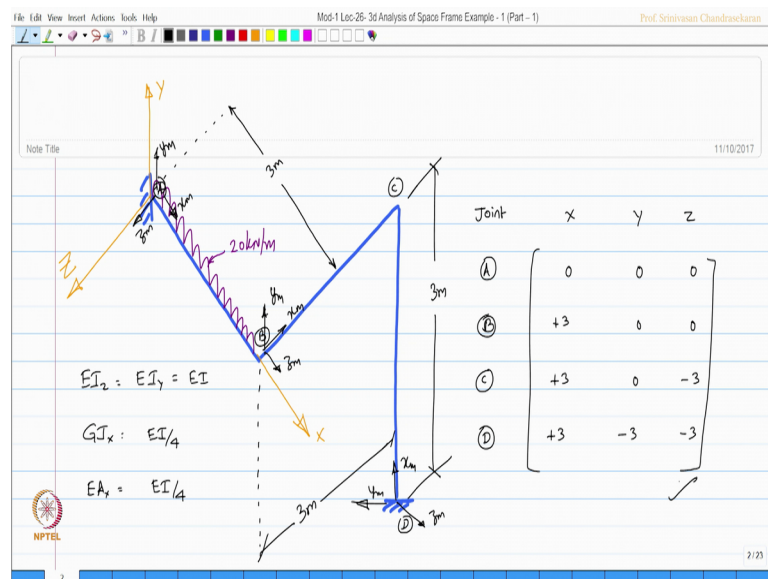 File Edit View Insert Actions Tools Help
Mod-1 Lec-26- 3d Analysis of Space Frame Example - 1 (Part – 1)
Prof. Srinivasan Chandrasekaran
B I
Note Title
11/10/2017
Y
ym
A
xm
zm
Z
3m
20kN/m
C
3m
ym
xm
B
zm
X
EIz = EIy = EI
GIx = EI/4
EAx = EI/4
3m
xm
ym
D
zm
Joint X Y Z
A 0 0 0
B +3 0 0
C +3 0 -3
D +3 -3 -3
NPTEL
2/23